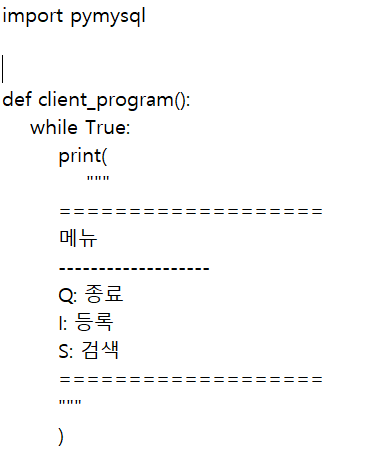 import pymysql
def client_program():
while True:
print(
"""
===================
메뉴
-------------------
Q: 종료
I: 등록
S: 검색
===================
"""
)